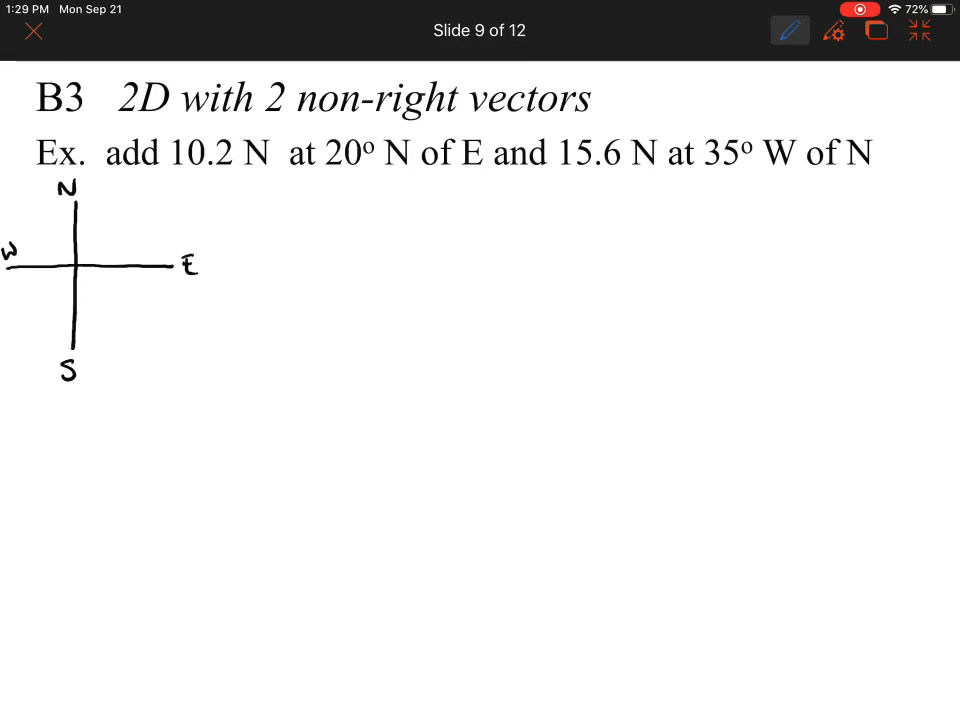 1:29 PM Mon Sep 21 72%
Slide 9 of 12
B3 2D with 2 non-right vectors
Ex. add 10.2 N at 20º N of E and 15.6 N at 35º W of N
N
W
E
S